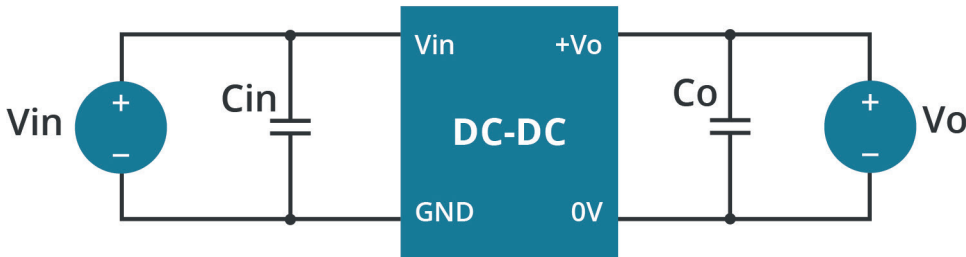 Vin
+
−
Cin
Vin
+Vo
DC-DC
GND
0V
Co
+
−
Vo